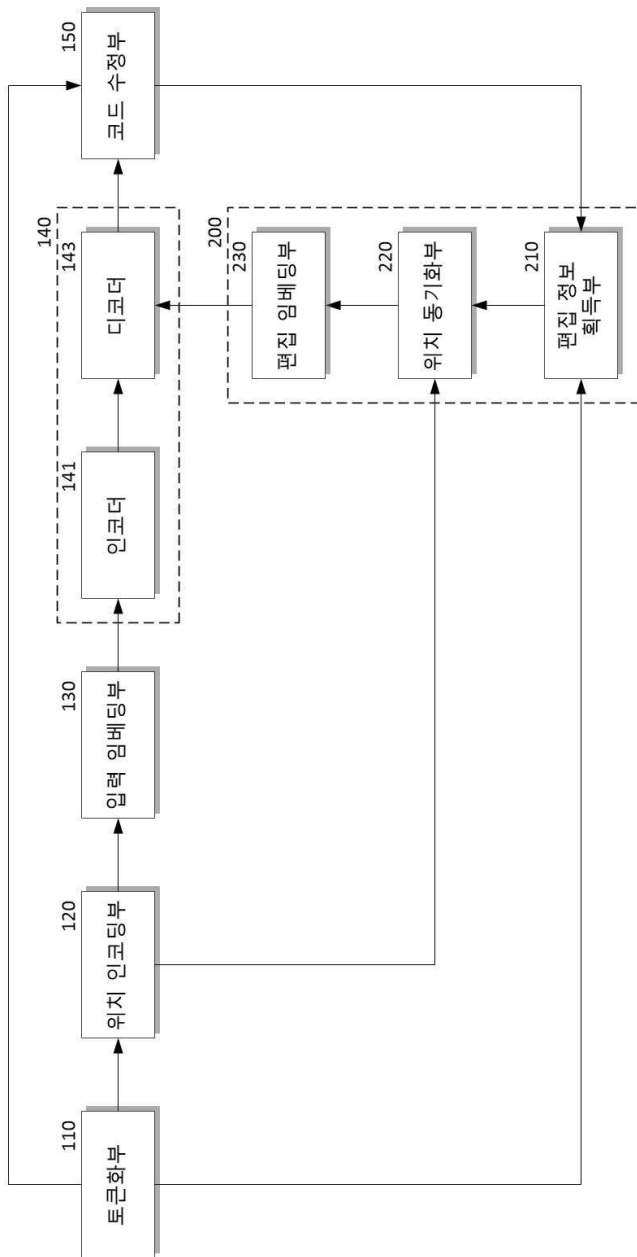 110
토큰화부
120
위치 인코딩부
130
입력 임베딩부
140
141
인코더
143
디코더
150
코드 수정부
200
230
편집 임베딩부
220
위치 동기화부
210
편집 정보
획득부